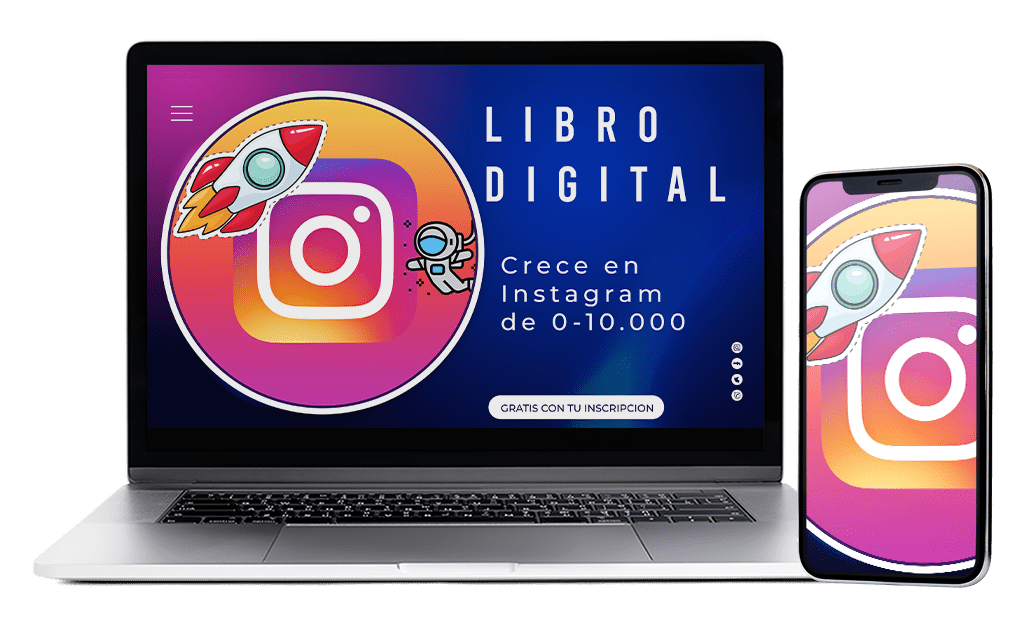 LIBRO
DIGITAL
Crece en
Instagram
de 0-10.000
GRATIS CON TU INSCRIPCION